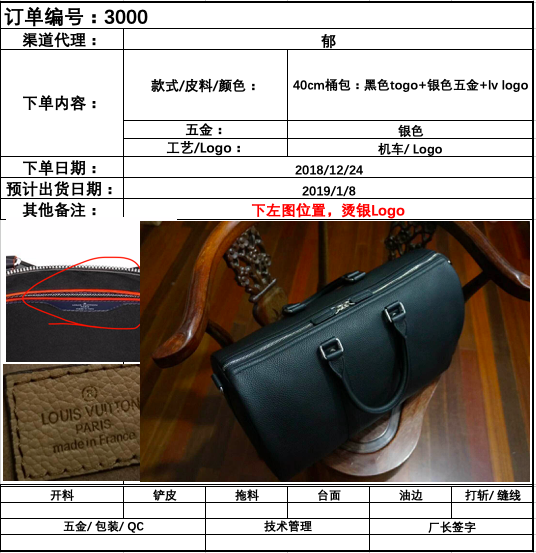 订单编号：3000
渠道代理： 郁
下单内容： 款式/皮料/颜色： 40cm桶包：黑色togo+银色五金+lv logo
五金： 银色
工艺/Logo： 机车/ Logo
下单日期： 2018/12/24
预计出货日期： 2019/1/8
其他备注： 下左图位置，烫银Logo
LOUIS VUITTON
PARIS
made in France
开料 铲皮 拖料 台面 油边 打斩/ 缝线
五金/ 包装/ QC 技术管理 厂长签字